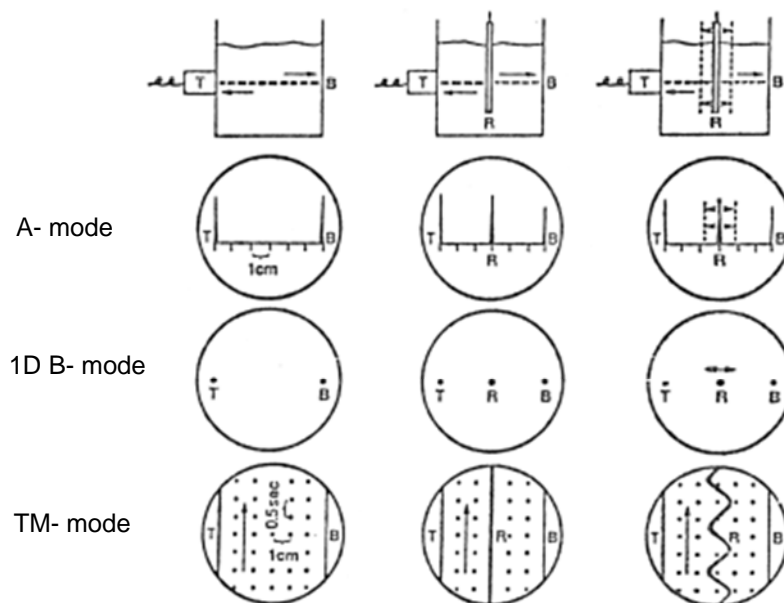 T B T B T B
R R
A- mode
T B T B T B
1cm R R
1D B- mode
T B T R B T R B
TM- mode
0.5sec
T B T R B T R B
1cm